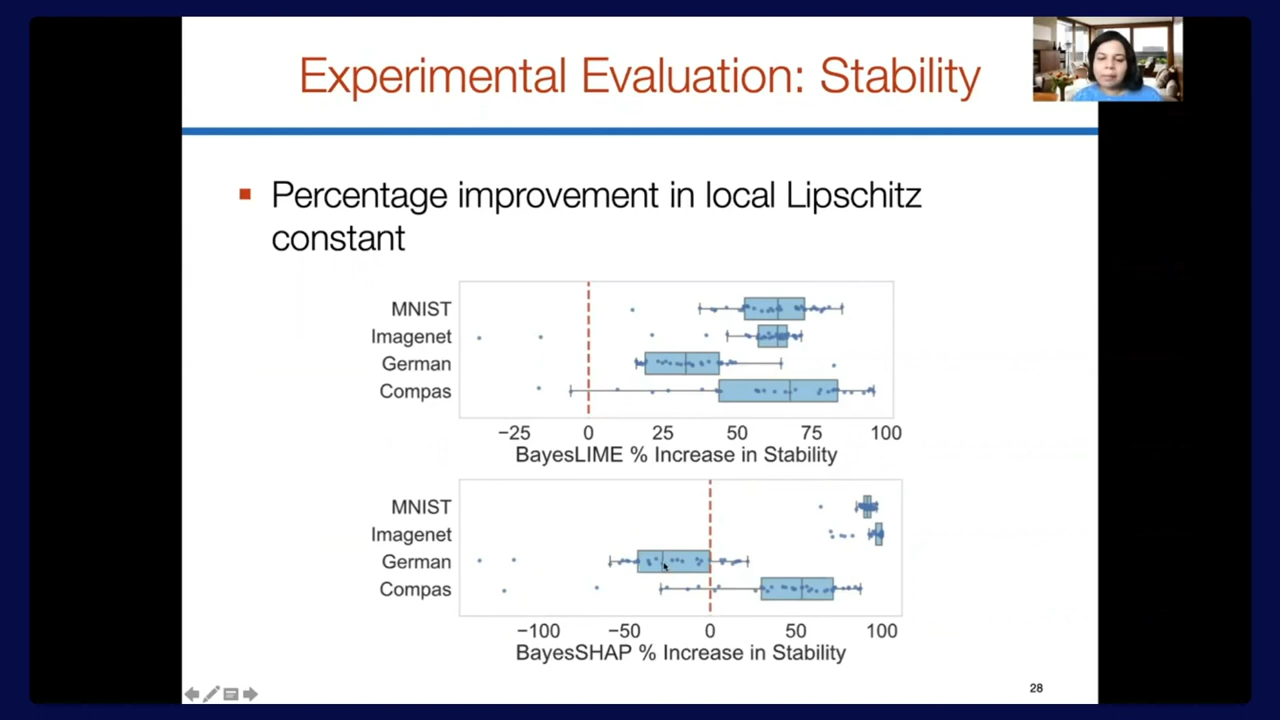 Experimental Evaluation: Stability
Percentage improvement in local Lipschitz
constant
MNIST
Imagenet
German
Compas
−25 0 25 50 75 100
BayesLIME % Increase in Stability
MNIST
Imagenet
German
Compas
−100 −50 0 50 100
BayesSHAP % Increase in Stability
28